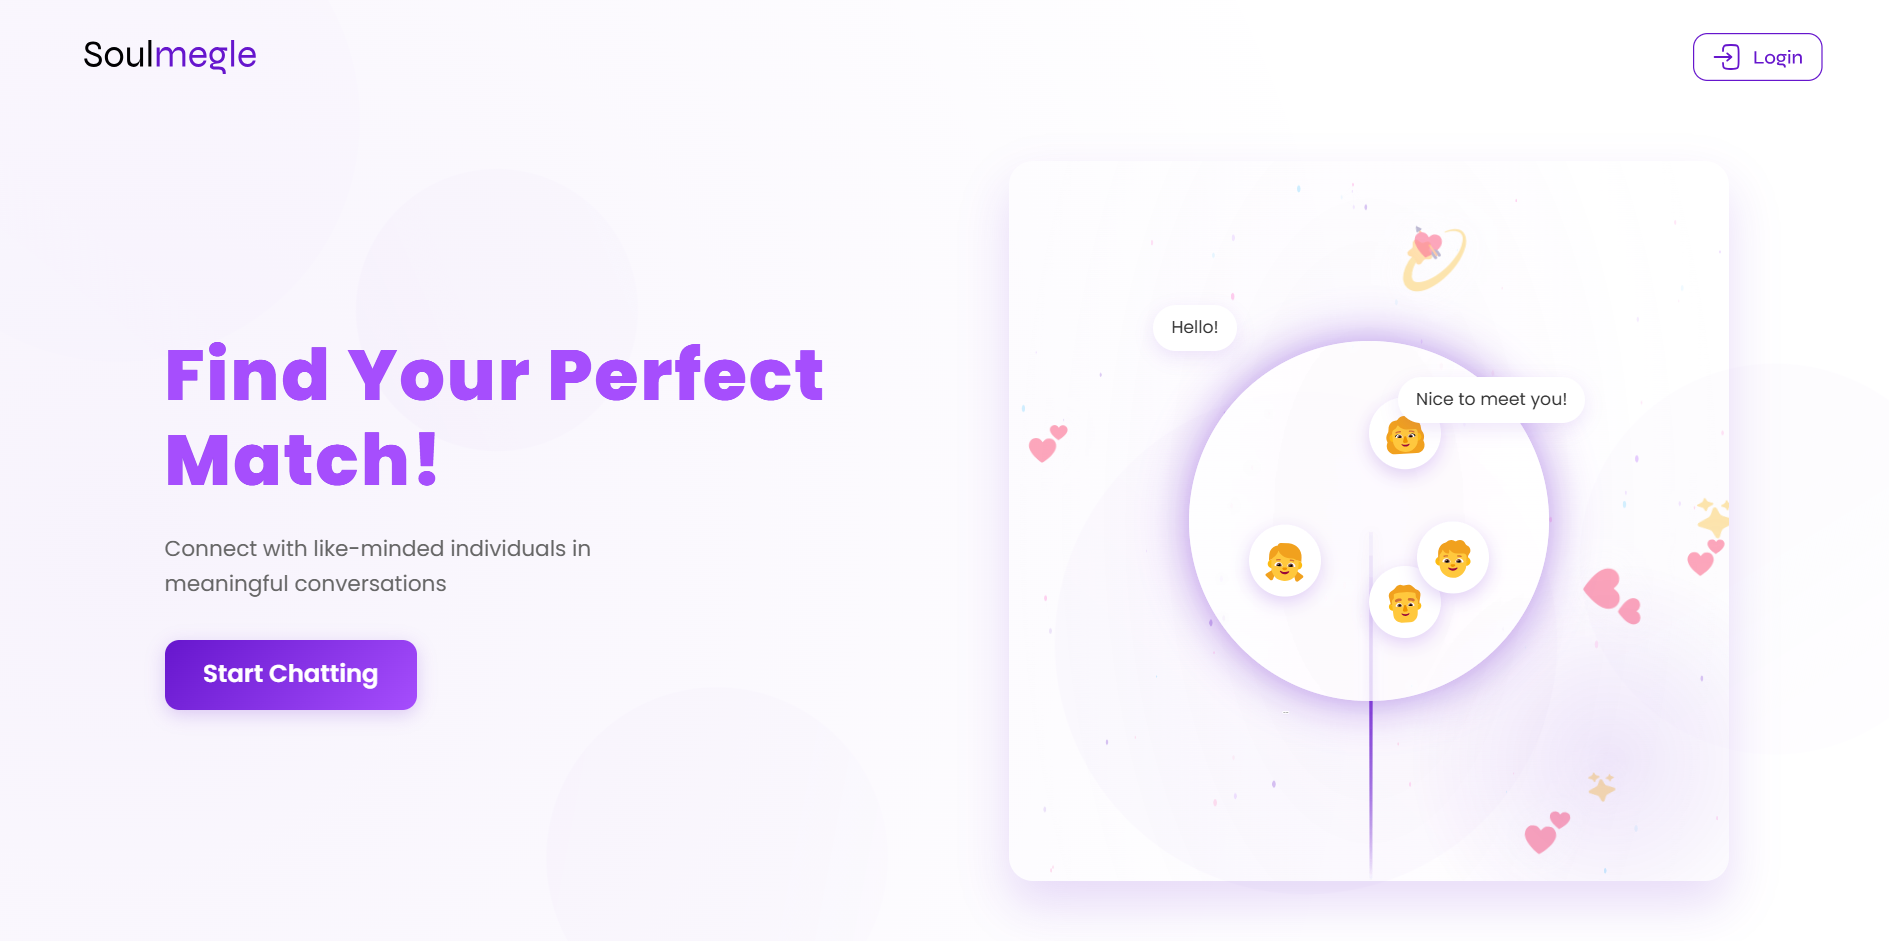 Soulmegle
Login
Hello!
Find Your Perfect
Match!
Nice to meet you!
Connect with like-minded individuals in
meaningful conversations
Start Chatting